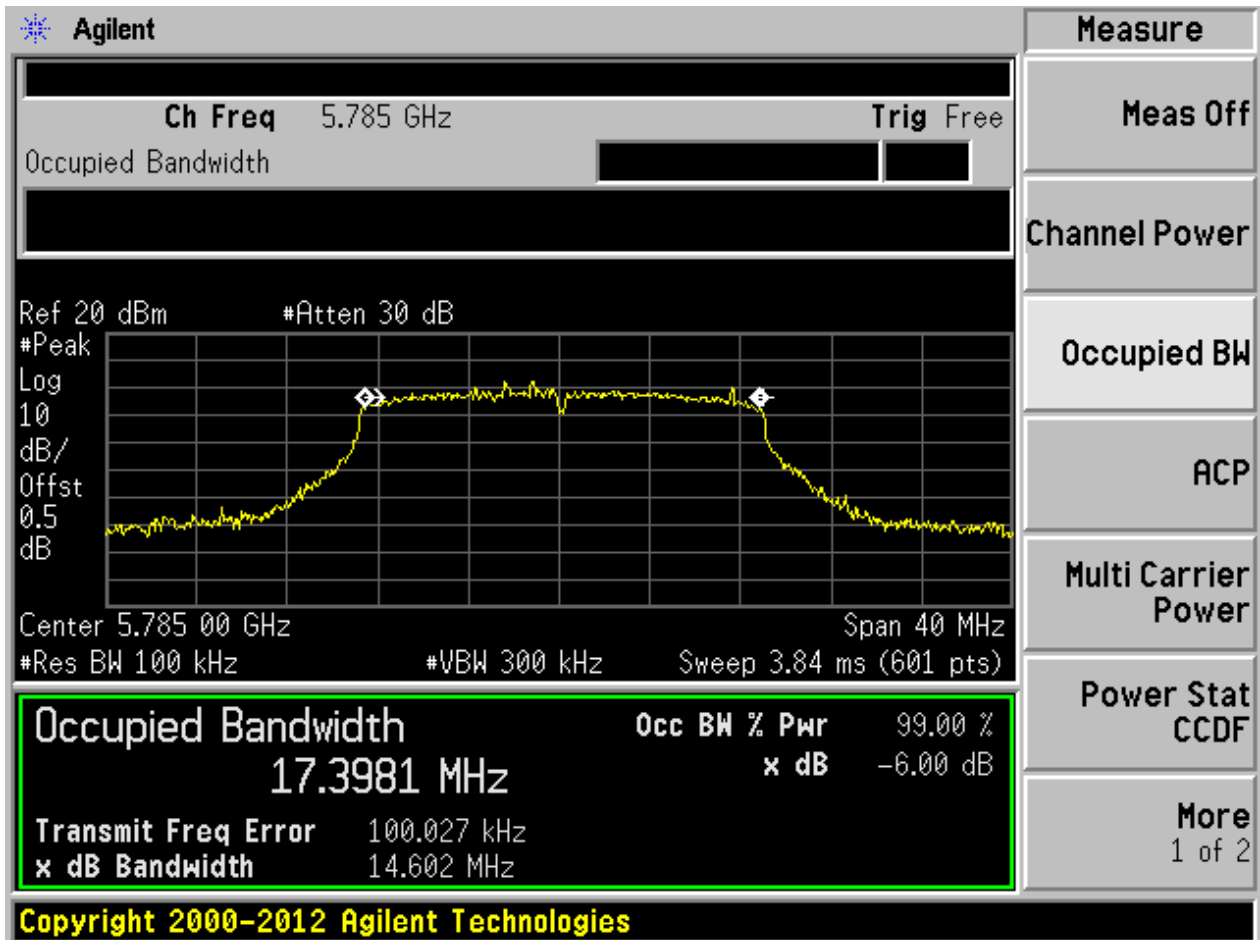 Agilent
Measure
Ch Freq 5.785 GHz Trig Free
Occupied Bandwidth
Ref 20 dBm #Atten 30 dB
#Peak
Log
10
dB/
Offst
0.5
dB
Center 5.785 00 GHz Span 40 MHz
#Res BW 100 kHz #VBW 300 kHz Sweep 3.84 ms (601 pts)
Occupied Bandwidth
17.3981 MHz
Occ BW % Pwr 99.00 %
x dB -6.00 dB
Transmit Freq Error 100.027 kHz
x dB Bandwidth 14.602 MHz
Meas Off
Channel Power
Occupied BW
ACP
Multi Carrier
Power
Power Stat
CCDF
More
1 of 2
Copyright 2000-2012 Agilent Technologies